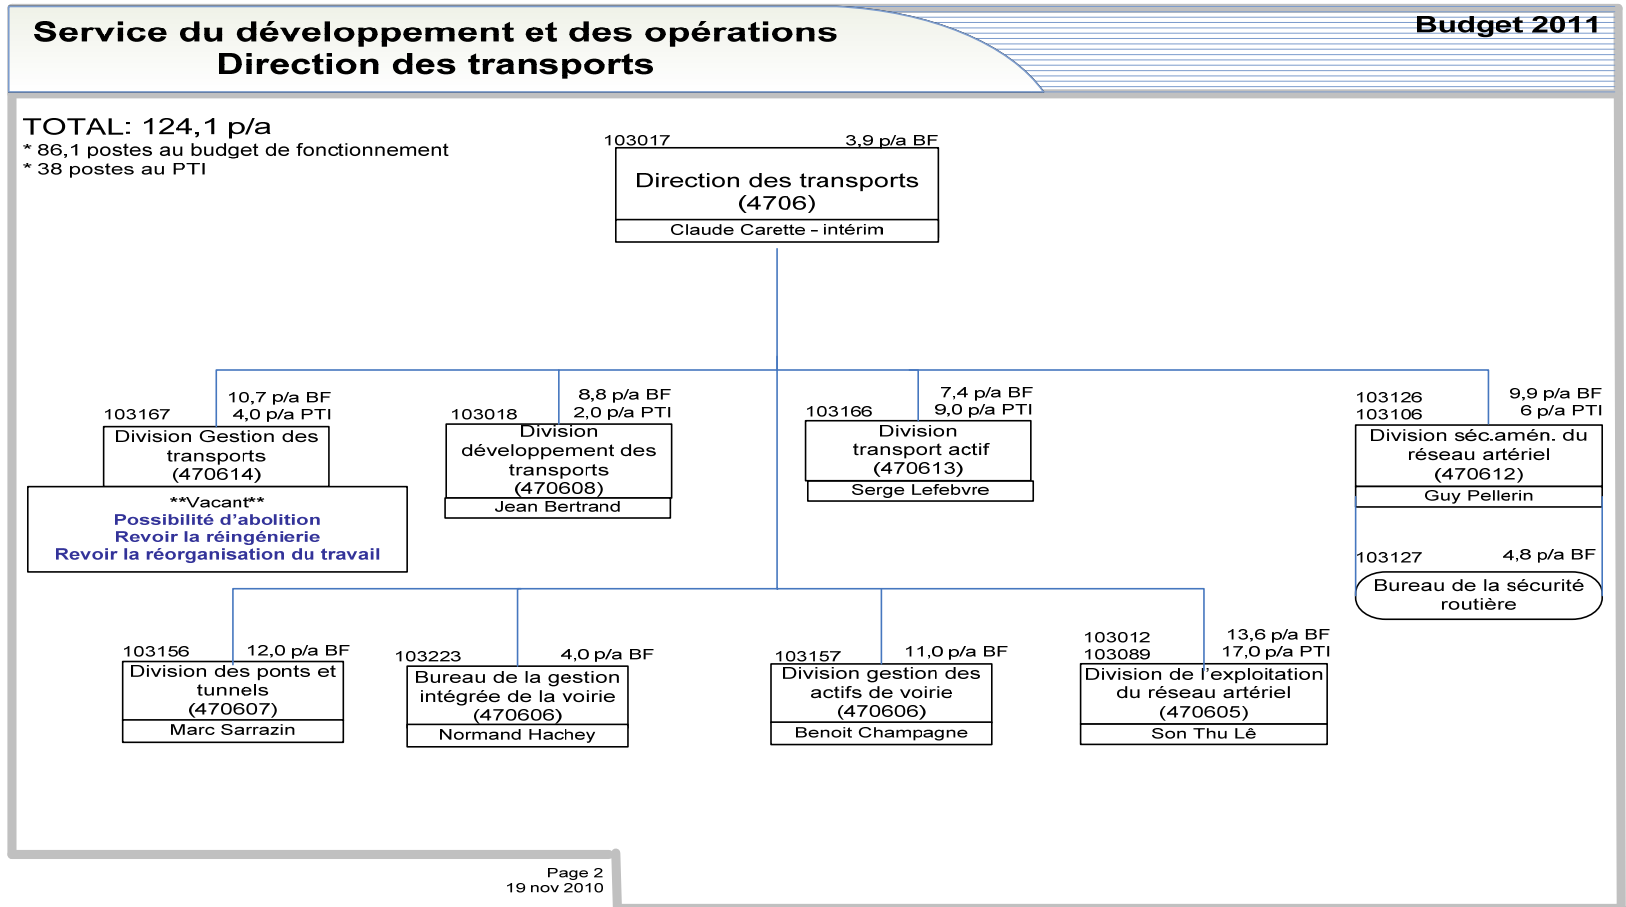 Service du développement et des opérations
Direction des transports
Budget 2011
TOTAL: 124,1 p/a
* 86,1 postes au budget de fonctionnement
* 38 postes au PTI
103017
3,9 p/a BF
Direction des transports
(4706)
Claude Carette - intérim
10,7 p/a BF
103167
4,0 p/a PTI
Division Gestion des
transports
(470614)
**Vacant**
Possibilité d'abolition
Revoir la réingénierie
Revoir la réorganisation du travail
8,8 p/a BF
103018
2,0 p/a PTI
Division
développement des
transports
(470608)
Jean Bertrand
7,4 p/a BF
103166
9,0 p/a PTI
Division
transport actif
(470613)
Serge Lefebvre
103126
9,9 p/a BF
103106
6 p/a PTI
Division séc.amén. du
réseau artériel
(470612)
Guy Pellerin
103127
4,8 p/a BF
Bureau de la sécurité
routière
103156
12,0 p/a BF
Division des ponts et
tunnels
(470607)
Marc Sarrazin
103223
4,0 p/a BF
Bureau de la gestion
intégrée de la voirie
(470606)
Normand Hachey
103157
11,0 p/a BF
Division gestion des
actifs de voirie
(470606)
Benoit Champagne
103012
13,6 p/a BF
103089
17,0 p/a PTI
Division de l'exploitation
du réseau artériel
(470605)
Son Thu Lê
Page 2
19 nov 2010